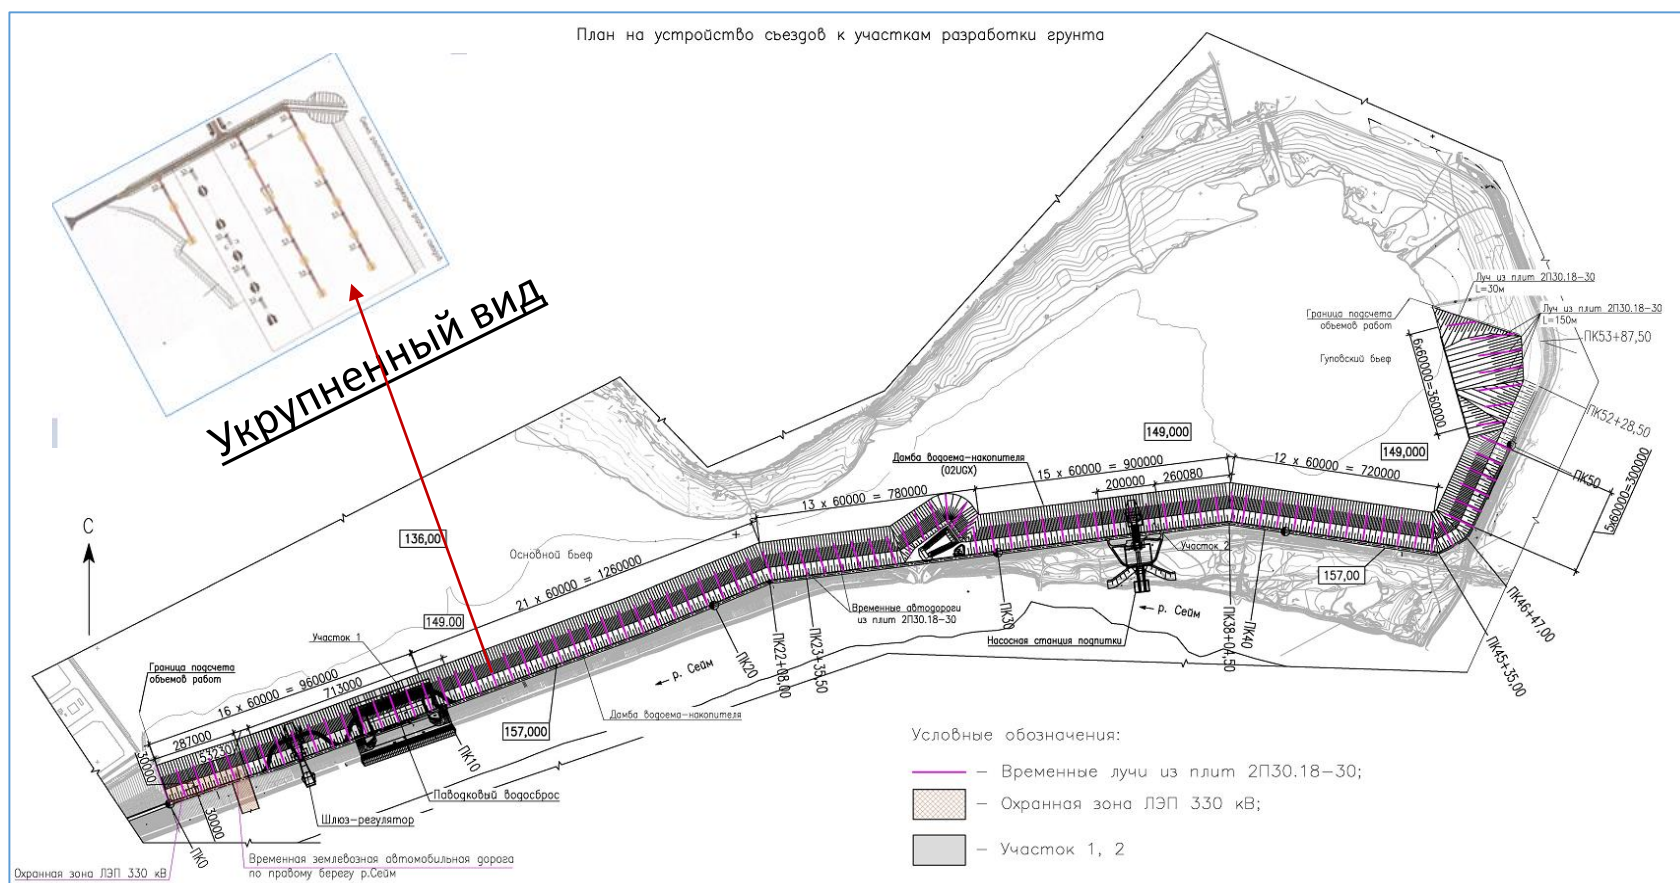 План на устройство съездов к участкам разработки грунта
Укрупненный вид
С
Луч из плит 2П30.18-30
L=30м
Луч из плит 2П30.18-30
L=150м
Граница подсчета
объемов работ
ПК53+87,50
Гуповский бьеф
6х60000=360000
ПК52+28,50
149,000
149,000
ПК50
5х60000=300000
Дамба водоема-накопителя
(02UGX)
15 х 60000 = 900000
12 х 60000 = 720000
13 х 60000 = 780000
200000
260080
136,00
Основной бьеф
21 х 60000 = 1260000
Участок 2
157,00
149.00
Временные автодороги
из плит 2П30.18-30
ПК30
р. Сейм
Насосная станция подпитки
ПК38+04,50
ПК40
ПК46+47,00
ПК45+35,00
Участок 1
Граница подсчета
объемов работ
ПК20
ПК22+08,00
ПК23+35,50
р. Сейм
16 х 60000 = 960000
713000
287000
53230
30000
30000
Дамба водоема-накопителя
157,000
ПК10
Паводковый водосброс
Шлюз-регулятор
ПК0
Временная землевозная автомобильная дорога
по правому берегу р.Сейм
Охранная зона ЛЭП 330 кВ
Условные обозначения:
— Временные лучи из плит 2П30.18-30;
— Охранная зона ЛЭП 330 кВ;
— Участок 1, 2